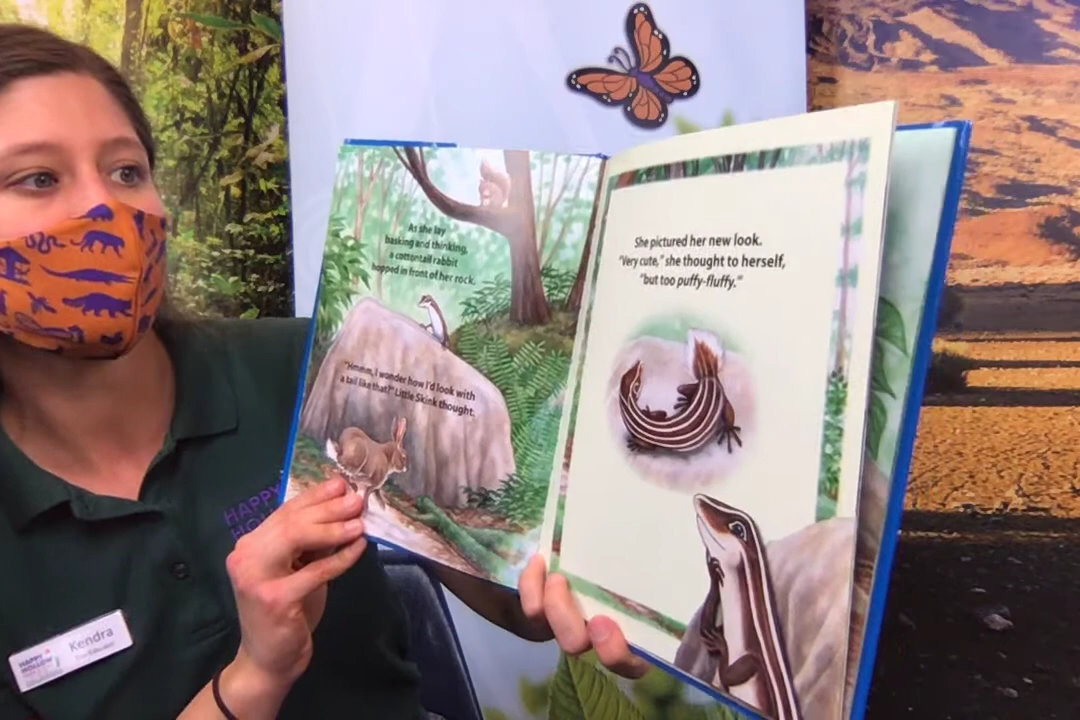 As she lay
basking and thinking,
a cottontail rabbit
hopped in front of her rock.
"Hmmm, I wonder how I'd look with
a tail like that?" Little Skink thought.
She pictured her new look.
"Very cute," she thought to herself,
"but too puffy-fluffy."
HAPPY
HAPPY
HOLLOW
Kendra